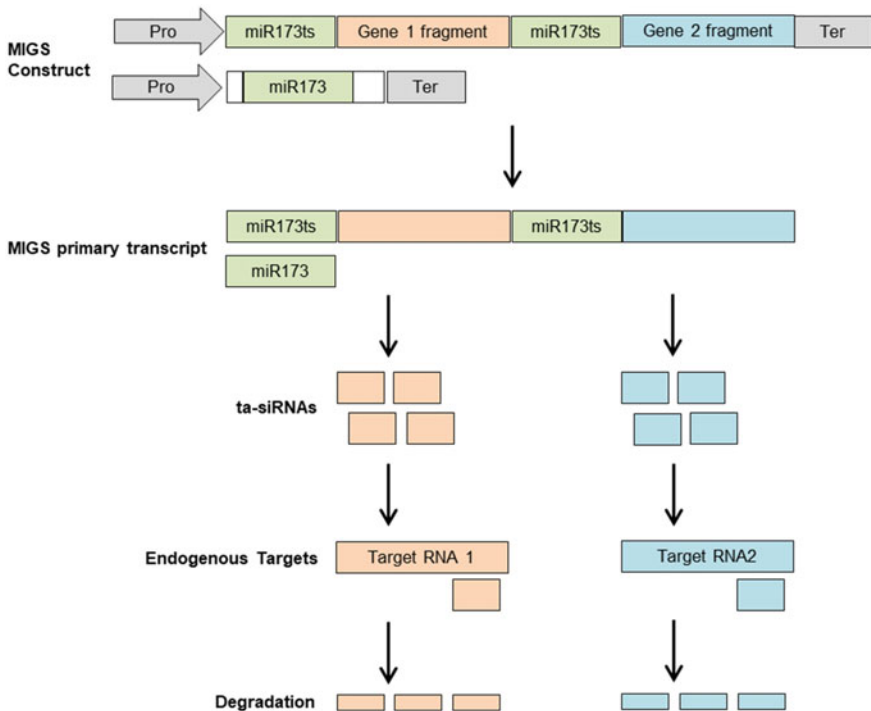 Pro miR173ts Gene 1 fragment miR173ts Gene 2 fragment Ter
MIGS
Construct
Pro miR173 Ter
miR173ts miR173ts
MIGS primary transcript
miR173
ta-siRNAs
Endogenous Targets Target RNA 1 Target RNA2
Degradation